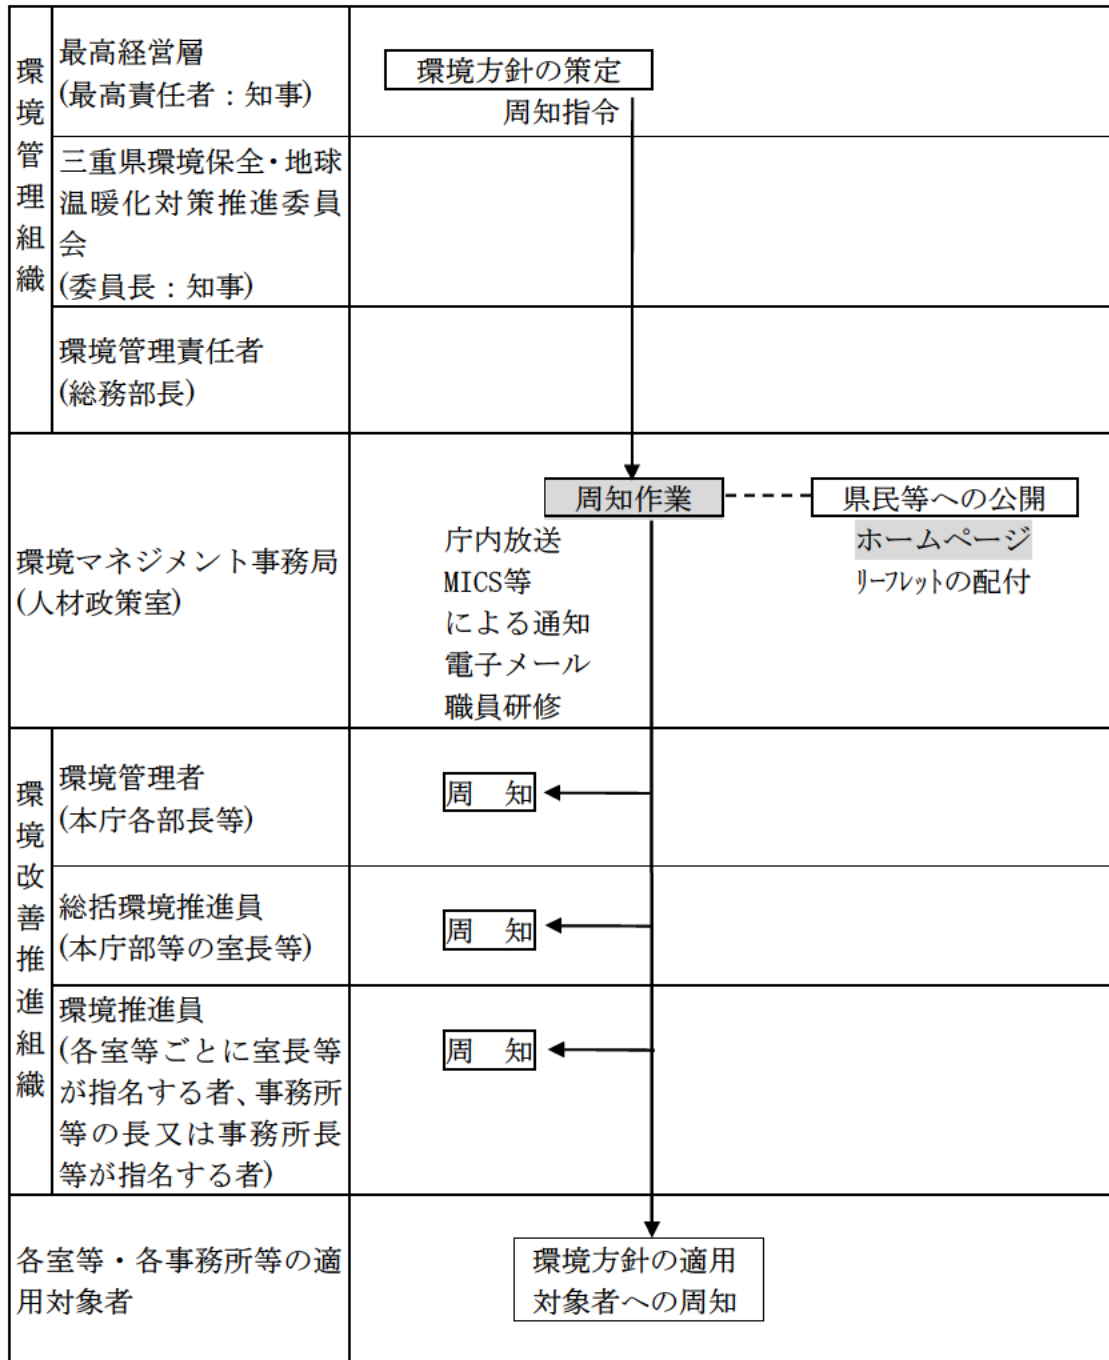 環境管理組織
最高経営層
(最高責任者：知事)
環境方針の策定
周知指令
三重県環境保全・地球
温暖化対策推進委員
会
(委員長：知事)
環境管理責任者
(総務部長)
環境マネジメント事務局
(人材政策室)
周知作業
庁内放送
MICS等
による通知
電子メール
職員研修
県民等への公開
ホームページ
ﾘｰﾌﾚｯﾄの配付
環境改善推進組織
環境管理者
(本庁各部長等)
周　知
総括環境推進員
(本庁部等の室長等)
周　知
環境推進員
(各室等ごとに室長等
が指名する者、事務所
等の長又は事務所長
等が指名する者)
周　知
各室等・各事務所等の適
用対象者
環境方針の適用
対象者への周知